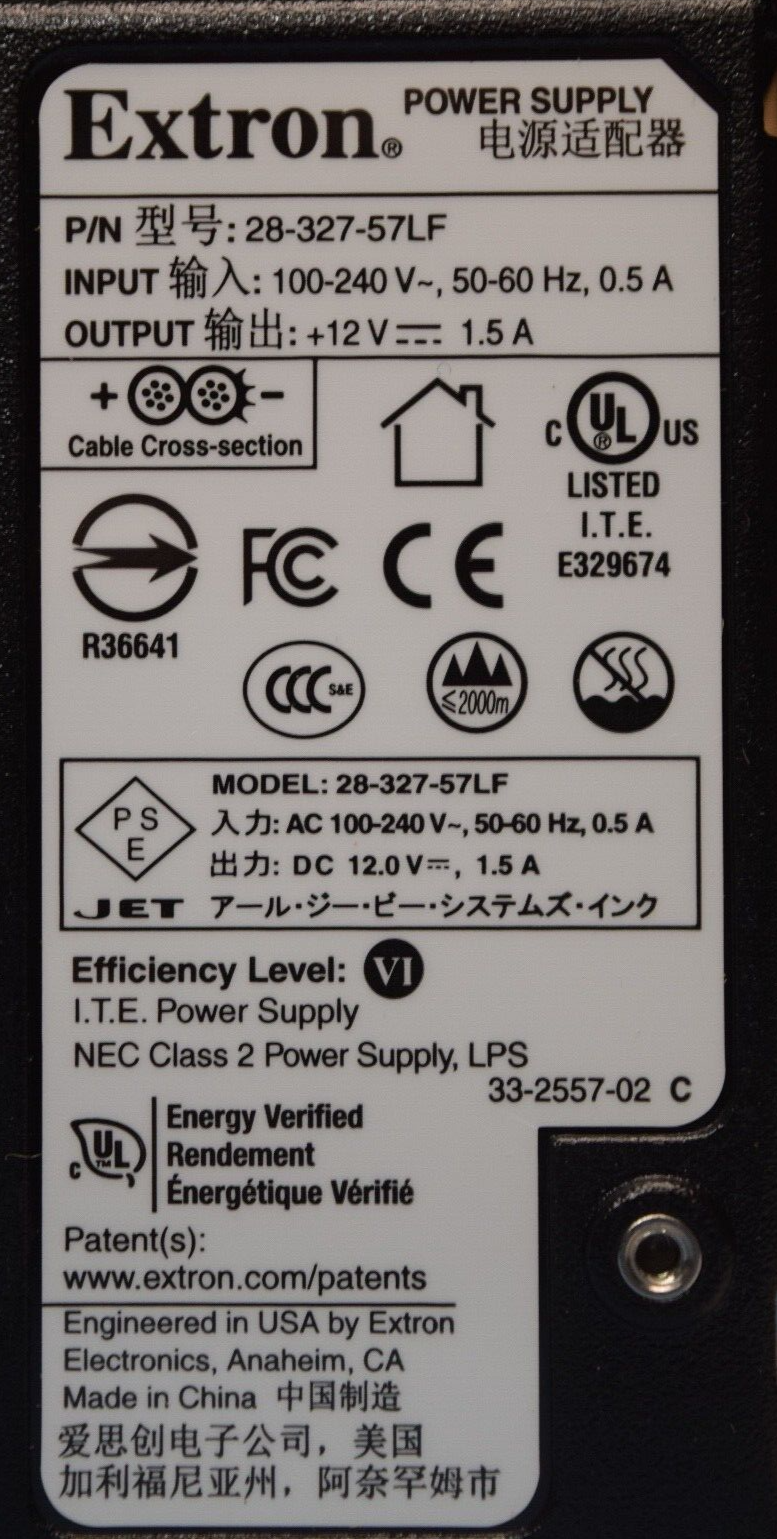 Extron® POWER SUPPLY
电源适配器
P/N 型号: 28-327-57LF
INPUT 输入: 100-240 V~, 50-60 Hz, 0.5 A
OUTPUT 输出: +12 V⎓ 1.5 A
+ -
Cable Cross-section
C UL® US
LISTED
I.T.E.
E329674
FC CE
R36641
CCC S&E
≤2000m
PSE
MODEL: 28-327-57LF
入力: AC 100-240 V~, 50-60 Hz, 0.5 A
出力: DC 12.0 V⎓, 1.5 A
JET アール・ジー・ビー・システムズ・インク
Efficiency Level: VI
I.T.E. Power Supply
NEC Class 2 Power Supply, LPS
33-2557-02 C
c UL™
Energy Verified
Rendement
Énergétique Vérifié
Patent(s):
www.extron.com/patents
Engineered in USA by Extron
Electronics, Anaheim, CA
Made in China 中国制造
爱思创电子公司，美国
加利福尼亚州，阿奈罕姆市